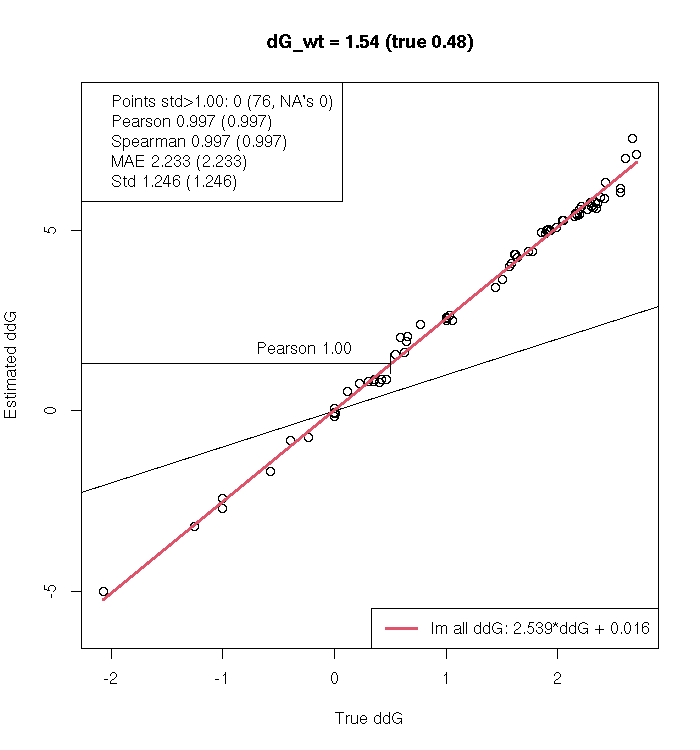 dG_wt = 1.54 (true 0.48)
Points std>1.00: 0 (76, NA's 0)
Pearson 0.997 (0.997)
Spearman 0.997 (0.997)
MAE 2.233 (2.233)
Std 1.246 (1.246)
Pearson 1.00
Estimated ddG
5
0
-5
lm all ddG: 2.539*ddG + 0.016
-2 -1 0 1 2
True ddG